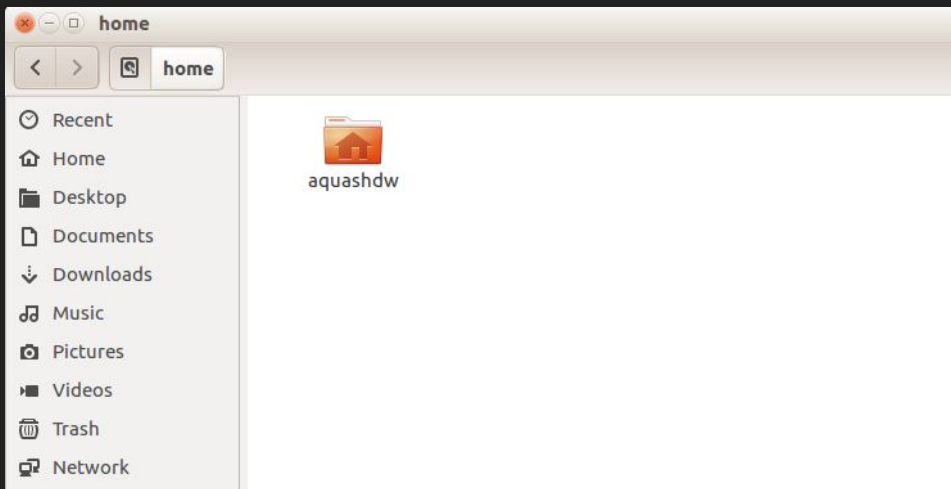 home
home
Recent
Home
Desktop
Documents
Downloads
Music
Pictures
Videos
Trash
Network
aquashdw